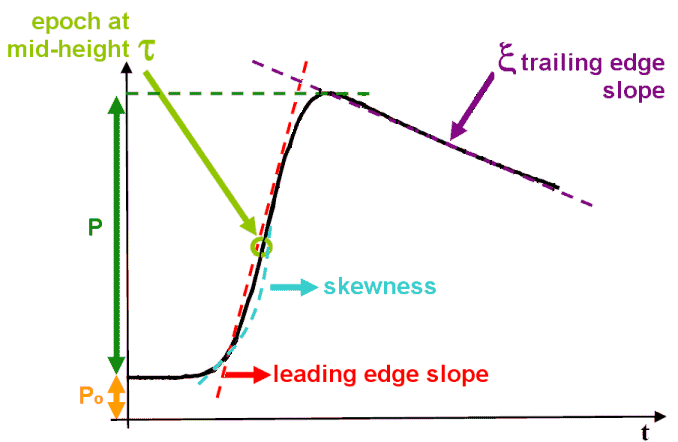 epoch at
mid-height τ
ξ trailing edge
slope
P
skewness
leading edge slope
Po
t